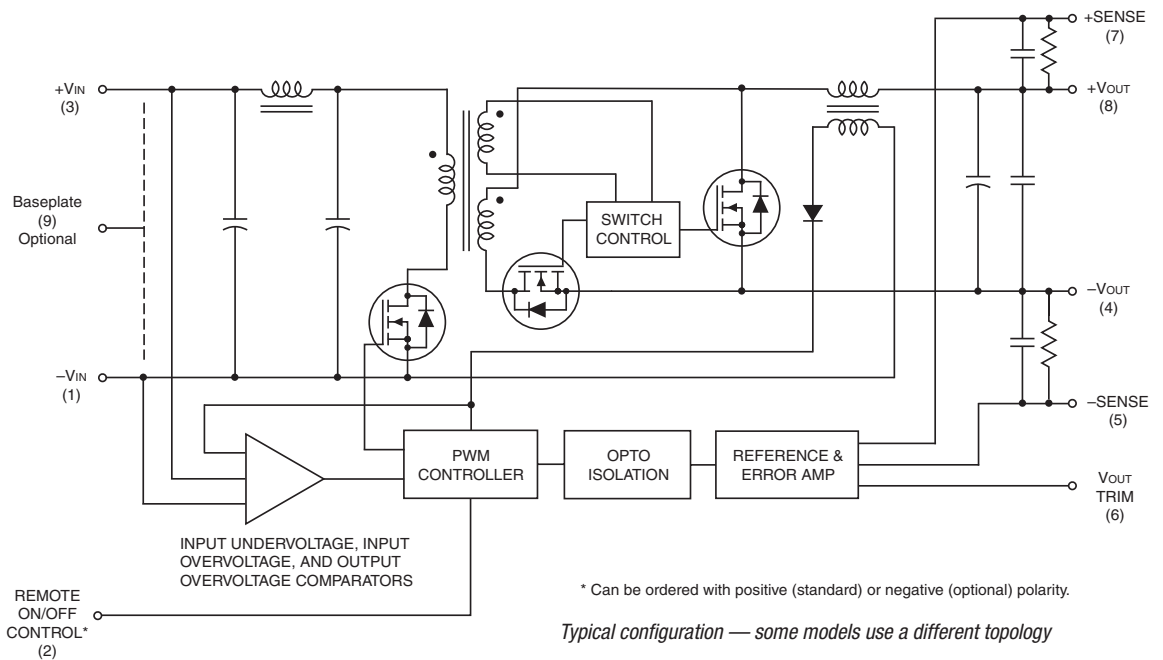 +SENSE
(7)
+VIN
(3)
+VOUT
(8)
Baseplate
(9)
Optional
SWITCH
CONTROL
–VOUT
(4)
–VIN
(1)
–SENSE
(5)
PWM
CONTROLLER
OPTO
ISOLATION
REFERENCE &
ERROR AMP
VOUT
TRIM
(6)
INPUT UNDERVOLTAGE, INPUT
OVERVOLTAGE, AND OUTPUT
OVERVOLTAGE COMPARATORS
REMOTE
ON/OFF
CONTROL*
(2)
* Can be ordered with positive (standard) or negative (optional) polarity.
Typical configuration — some models use a different topology